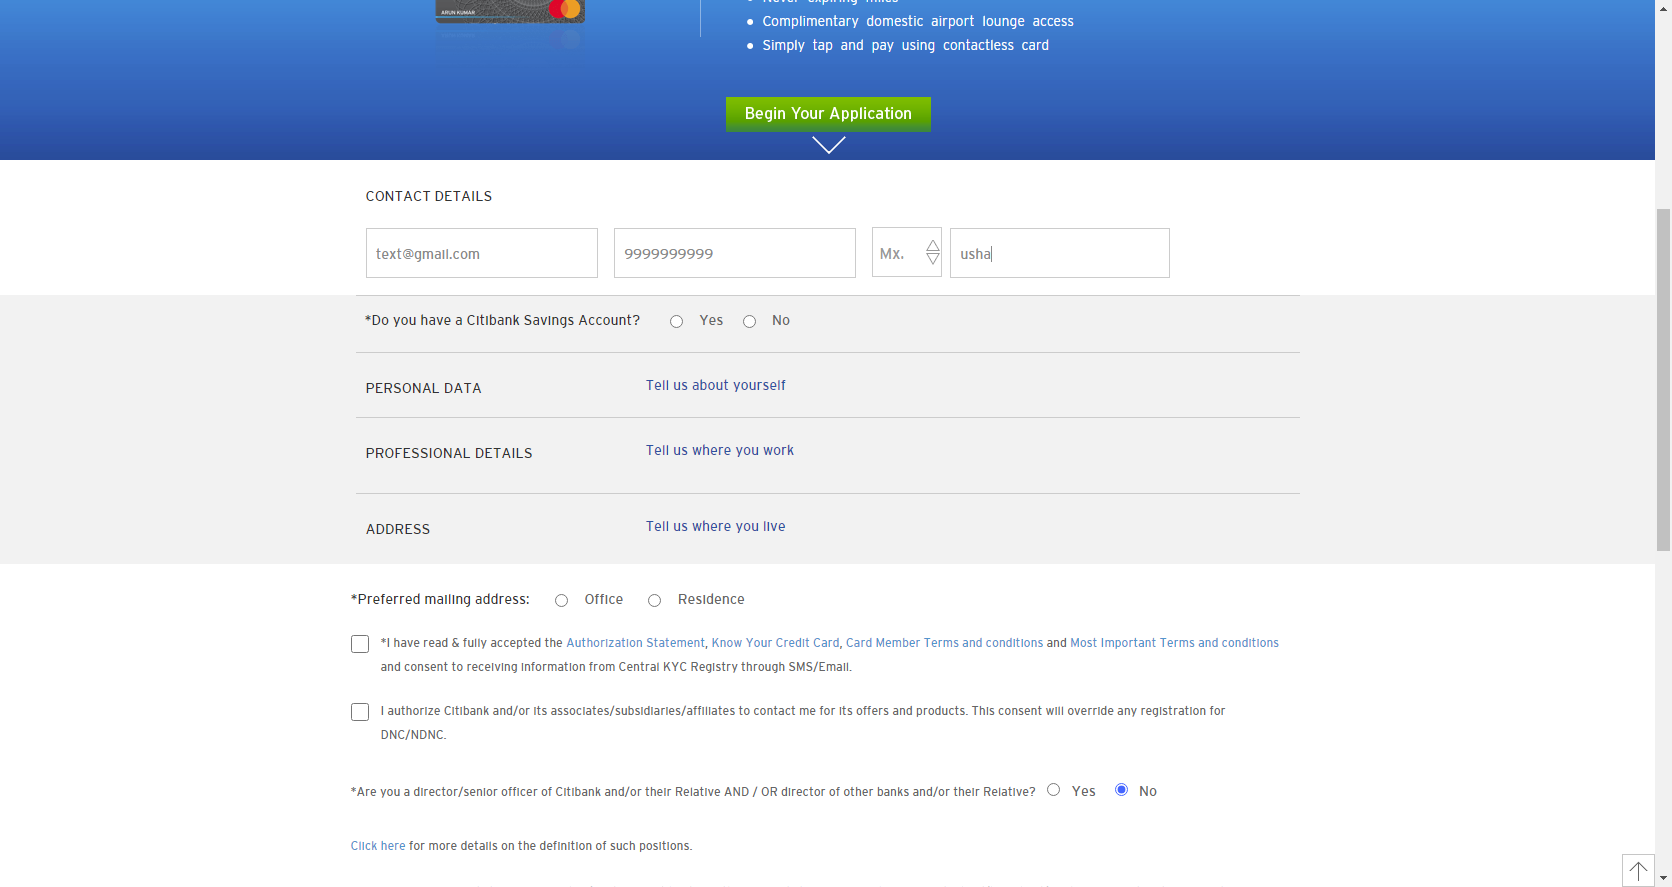 ARUN KUMAR
Never expiring miles
Complimentary domestic airport lounge access
Simply tap and pay using contactless card
Begin Your Application
CONTACT DETAILS
text@gmail.com 9999999999 Mx. usha
*Do you have a Citibank Savings Account? Yes No
PERSONAL DATA Tell us about yourself
PROFESSIONAL DETAILS Tell us where you work
ADDRESS Tell us where you live
*Preferred mailing address: Office Residence
*I have read & fully accepted the Authorization Statement, Know Your Credit Card, Card Member Terms and conditions and Most Important Terms and conditions
and consent to receiving information from Central KYC Registry through SMS/Email.
I authorize Citibank and/or its associates/subsidiaries/affiliates to contact me for its offers and products. This consent will override any registration for
DNC/NDNC.
*Are you a director/senior officer of Citibank and/or their Relative AND / OR director of other banks and/or their Relative? Yes No
Click here for more details on the definition of such positions.